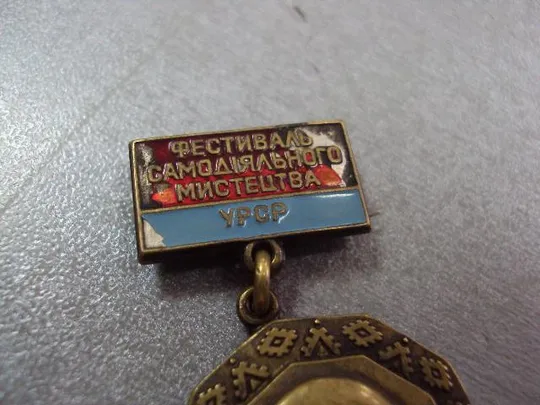 ФЕСТИВАЛЬ
САМОДІЯЛЬНОГО
МИСТЕЦТВА
УРСР